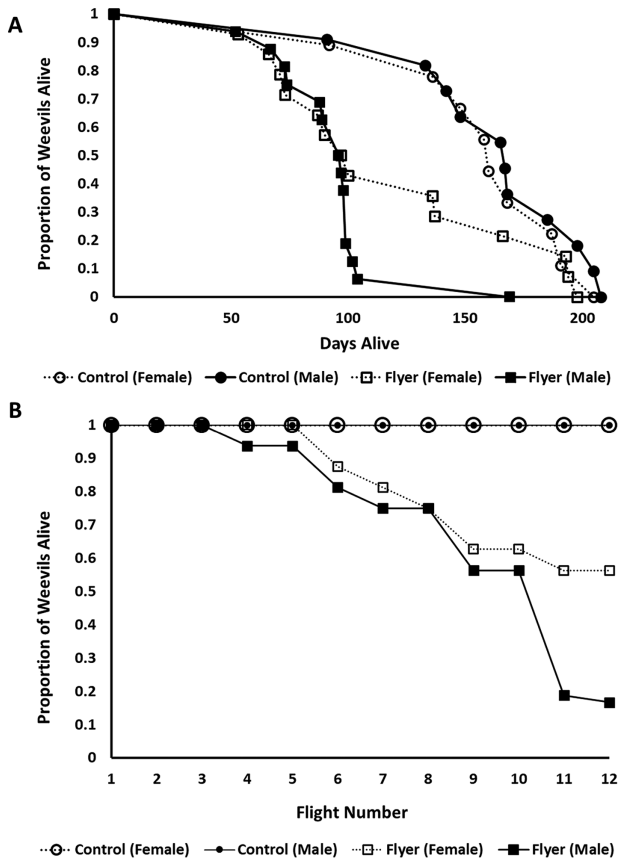 A
Proportion of Weevils Alive
1
0.9
0.8
0.7
0.6
0.5
0.4
0.3
0.2
0.1
0
0 50 100 150 200
Days Alive
Control (Female) Control (Male) Flyer (Female) Flyer (Male)
B
Proportion of Weevils Alive
1
0.9
0.8
0.7
0.6
0.5
0.4
0.3
0.2
0.1
0
1 2 3 4 5 6 7 8 9 10 11 12
Flight Number
Control (Female) Control (Male) Flyer (Female) Flyer (Male)